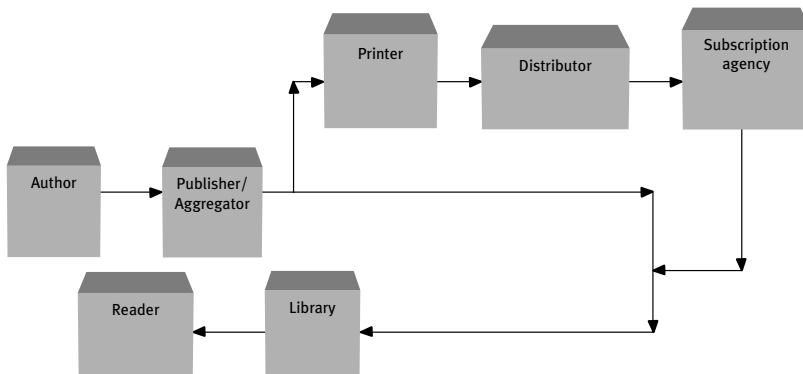 Printer
Distributor
Subscription
agency
Author
Publisher/
Aggregator
Reader
Library